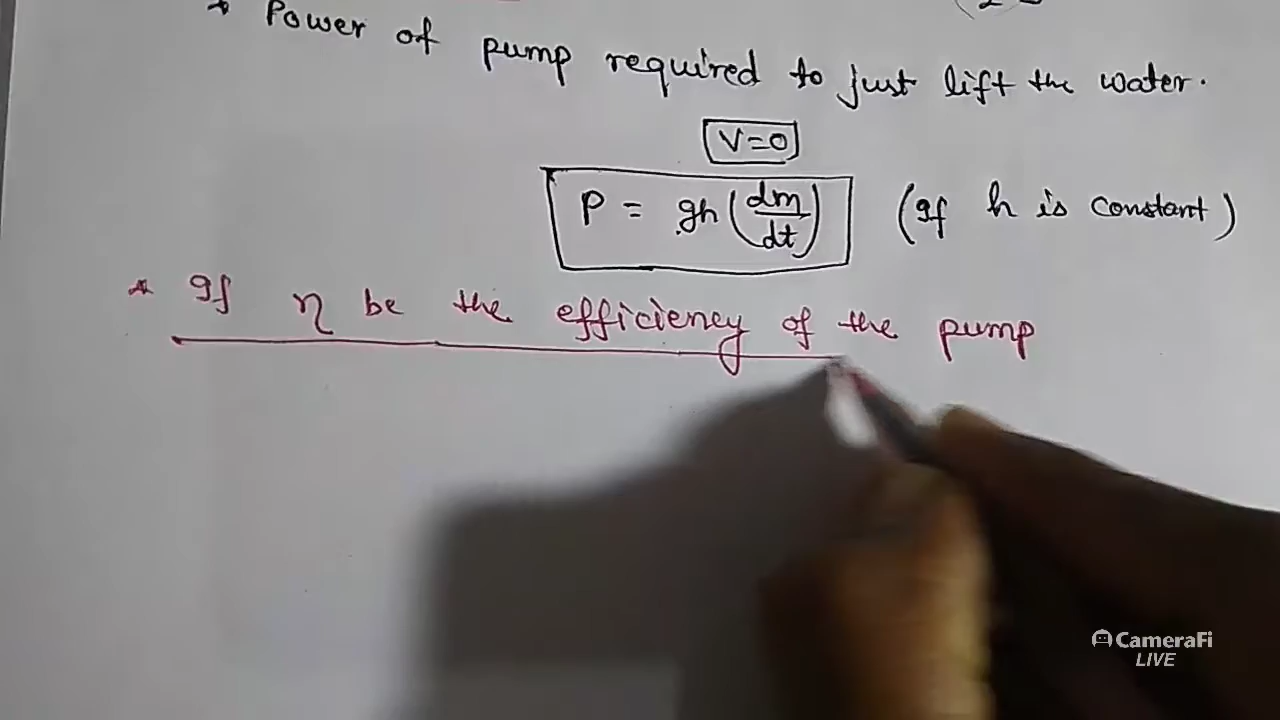 * Power of pump required to just lift the water.
V=0
P = gh (dm/dt) (If h is constant)
* If η be the efficiency of the pump
CameraFi
LIVE